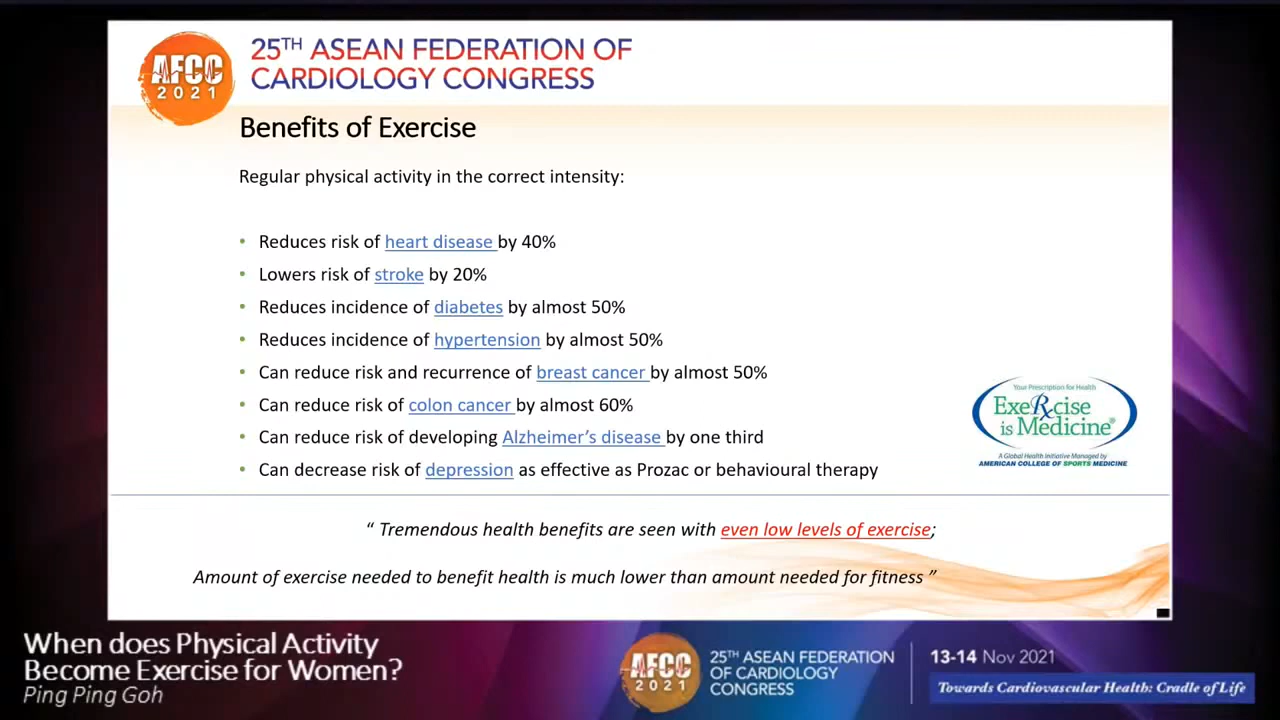 AFCC
2021
25TH ASEAN FEDERATION OF
CARDIOLOGY CONGRESS
Benefits of Exercise
Regular physical activity in the correct intensity:
• Reduces risk of heart disease by 40%
• Lowers risk of stroke by 20%
• Reduces incidence of diabetes by almost 50%
• Reduces incidence of hypertension by almost 50%
• Can reduce risk and recurrence of breast cancer by almost 50%
• Can reduce risk of colon cancer by almost 60%
• Can reduce risk of developing Alzheimer's disease by one third
• Can decrease risk of depression as effective as Prozac or behavioural therapy
Your Prescription for Health
ExeRxcise
is Medicine®
A Global Health Initiative Managed by
AMERICAN COLLEGE OF SPORTS MEDICINE
“ Tremendous health benefits are seen with even low levels of exercise;
Amount of exercise needed to benefit health is much lower than amount needed for fitness ”
When does Physical Activity
Become Exercise for Women?
Ping Ping Goh
AFCC
2021
25TH ASEAN FEDERATION
OF CARDIOLOGY
CONGRESS
13-14 Nov 2021
Towards Cardiovascular Health: Cradle of Life